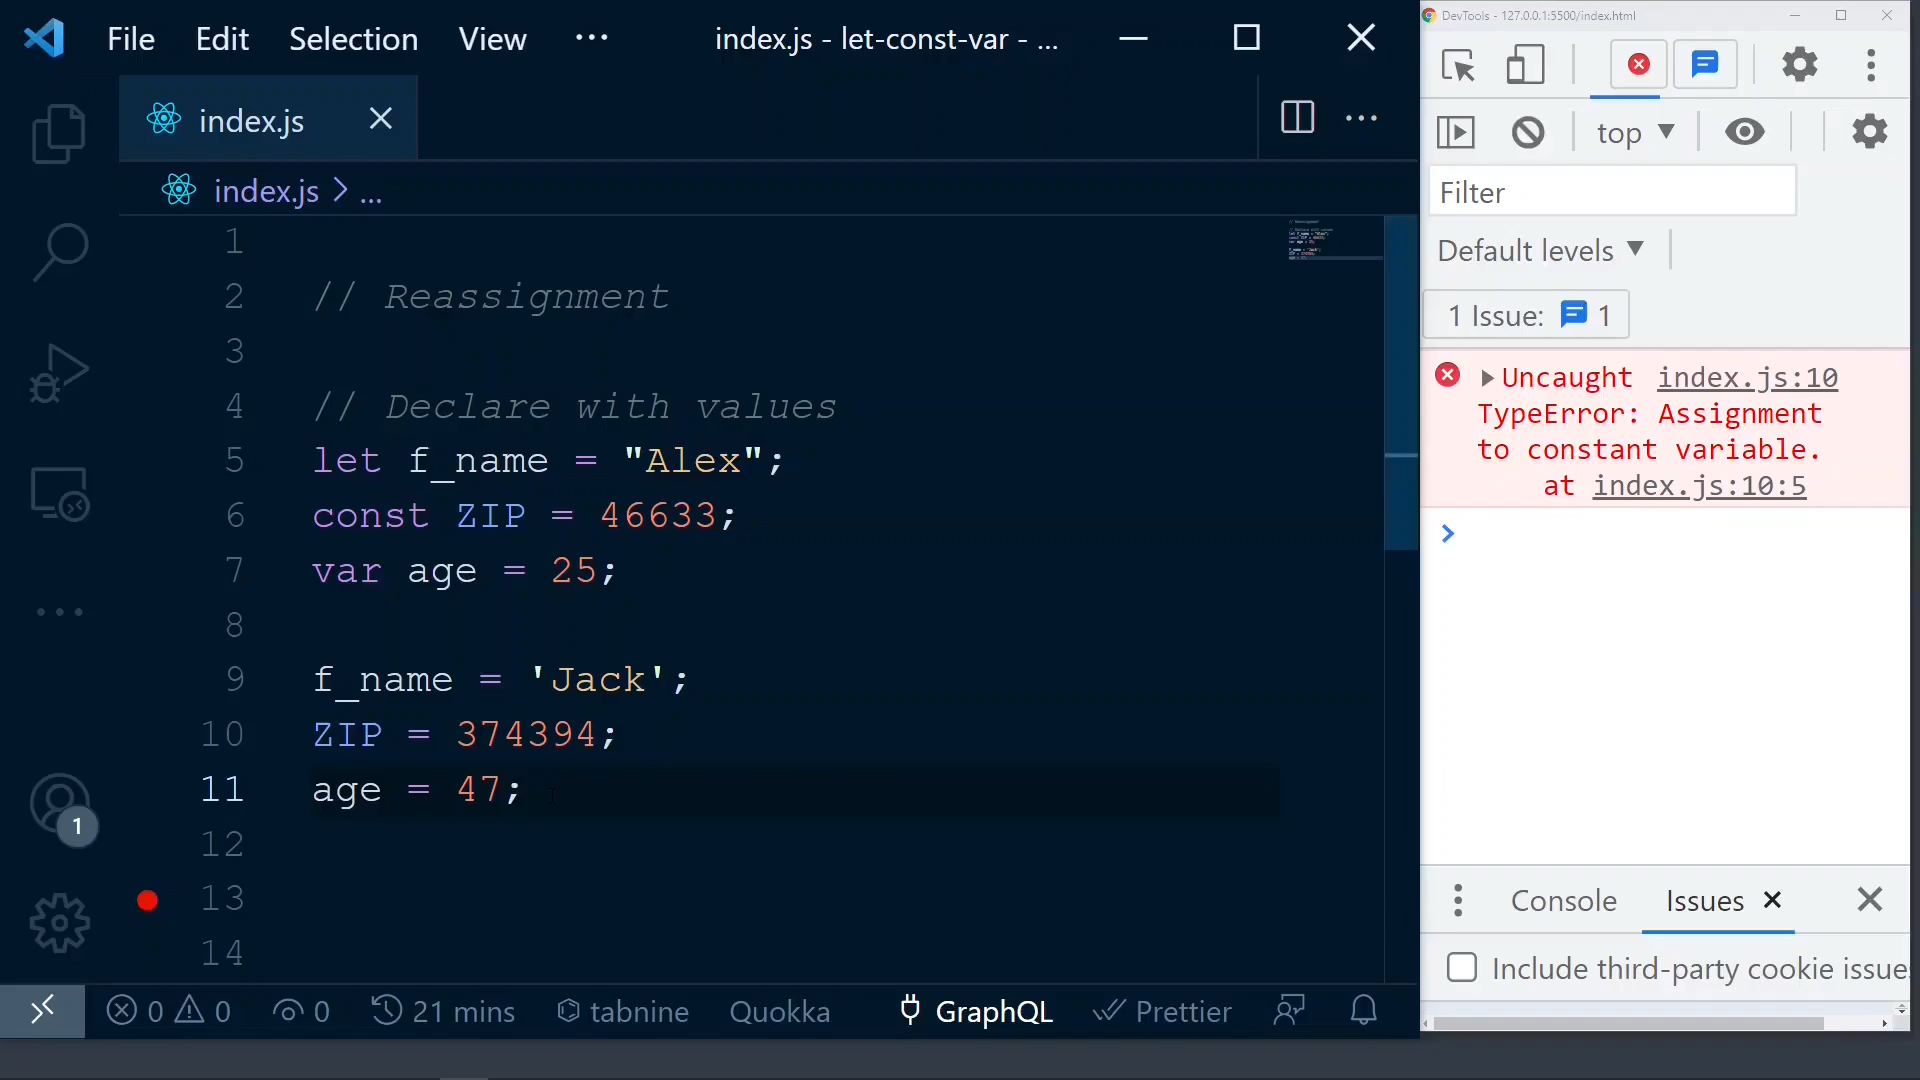 File Edit Selection View ··· index.js - let-const-var - ...
index.js
index.js > ...
1
2 // Reassignment
3
4 // Declare with values
5 let f_name = "Alex";
6 const ZIP = 46633;
7 var age = 25;
8
9 f_name = 'Jack';
10 ZIP = 374394;
11 age = 47;
12
13
14
1
0 0 0 21 mins tabnine Quokka GraphQL Prettier
DevTools - 127.0.0.1:5500/index.html
top
Filter
Default levels
1 Issue: 1
Uncaught index.js:10
TypeError: Assignment
to constant variable.
at index.js:10:5
Console Issues
Include third-party cookie issue